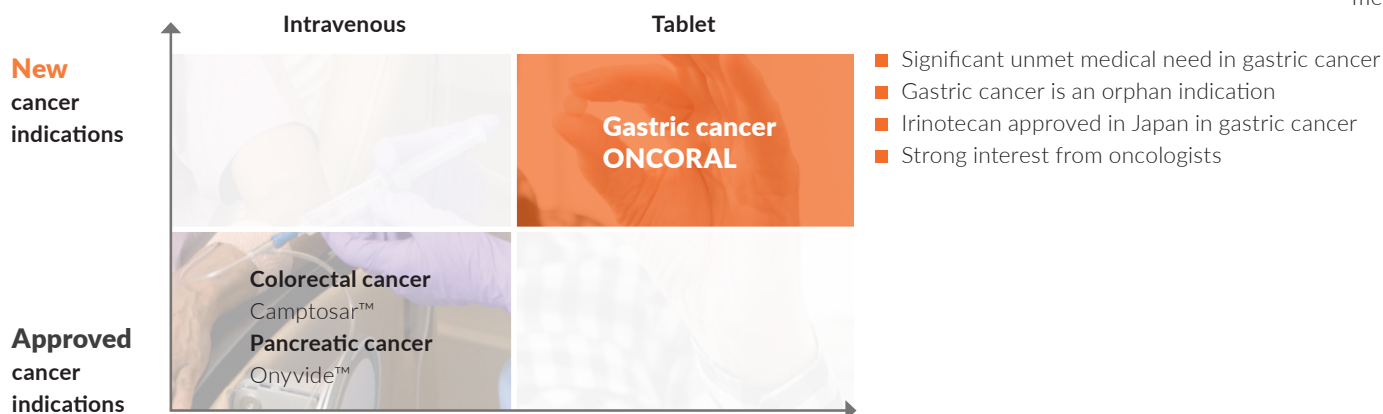 Intravenous
Tablet
New
cancer
indications
Gastric cancer
ONCORAL
Significant unmet medical need in gastric cancer
Gastric cancer is an orphan indication
Irinotecan approved in Japan in gastric cancer
Strong interest from oncologists
Approved
cancer
indications
Colorectal cancer
Camptosar™
Pancreatic cancer
Onyvide™